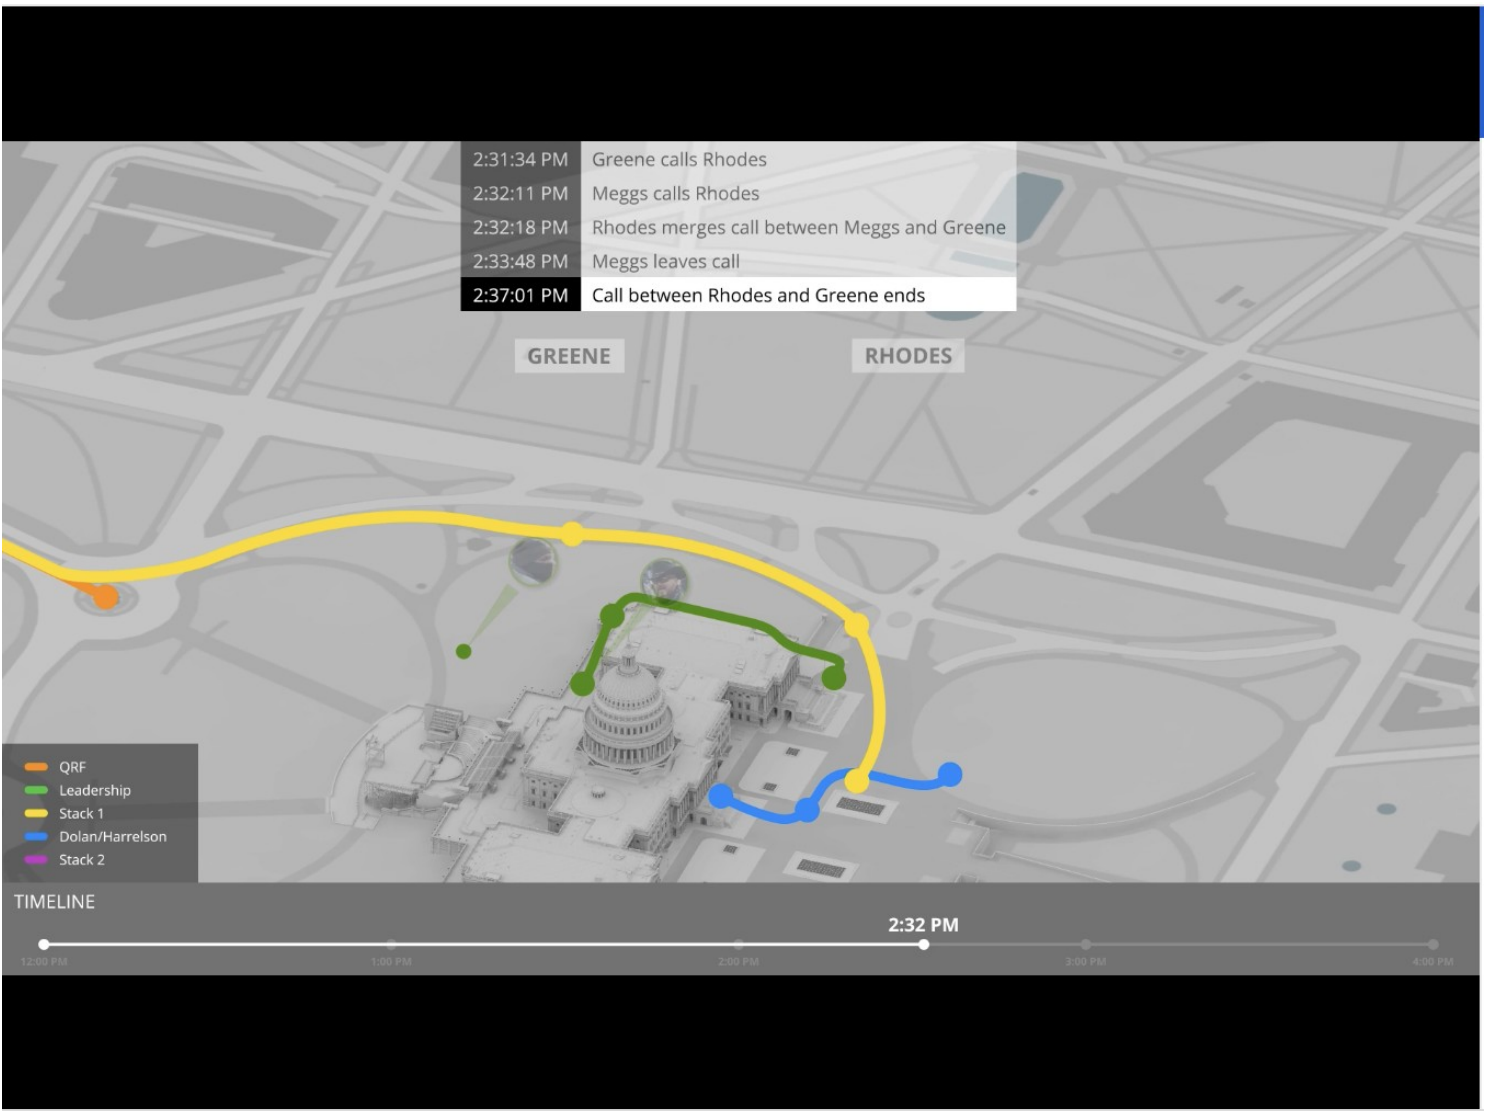 2:31:34 PM Greene calls Rhodes
2:32:11 PM Meggs calls Rhodes
2:32:18 PM Rhodes merges call between Meggs and Greene
2:33:48 PM Meggs leaves call
2:37:01 PM Call between Rhodes and Greene ends
GREENE RHODES
QRF
Leadership
Stack 1
Dolan/Harrelson
Stack 2
TIMELINE
2:32 PM
12:00 PM 1:00 PM 2:00 PM 3:00 PM 4:00 PM